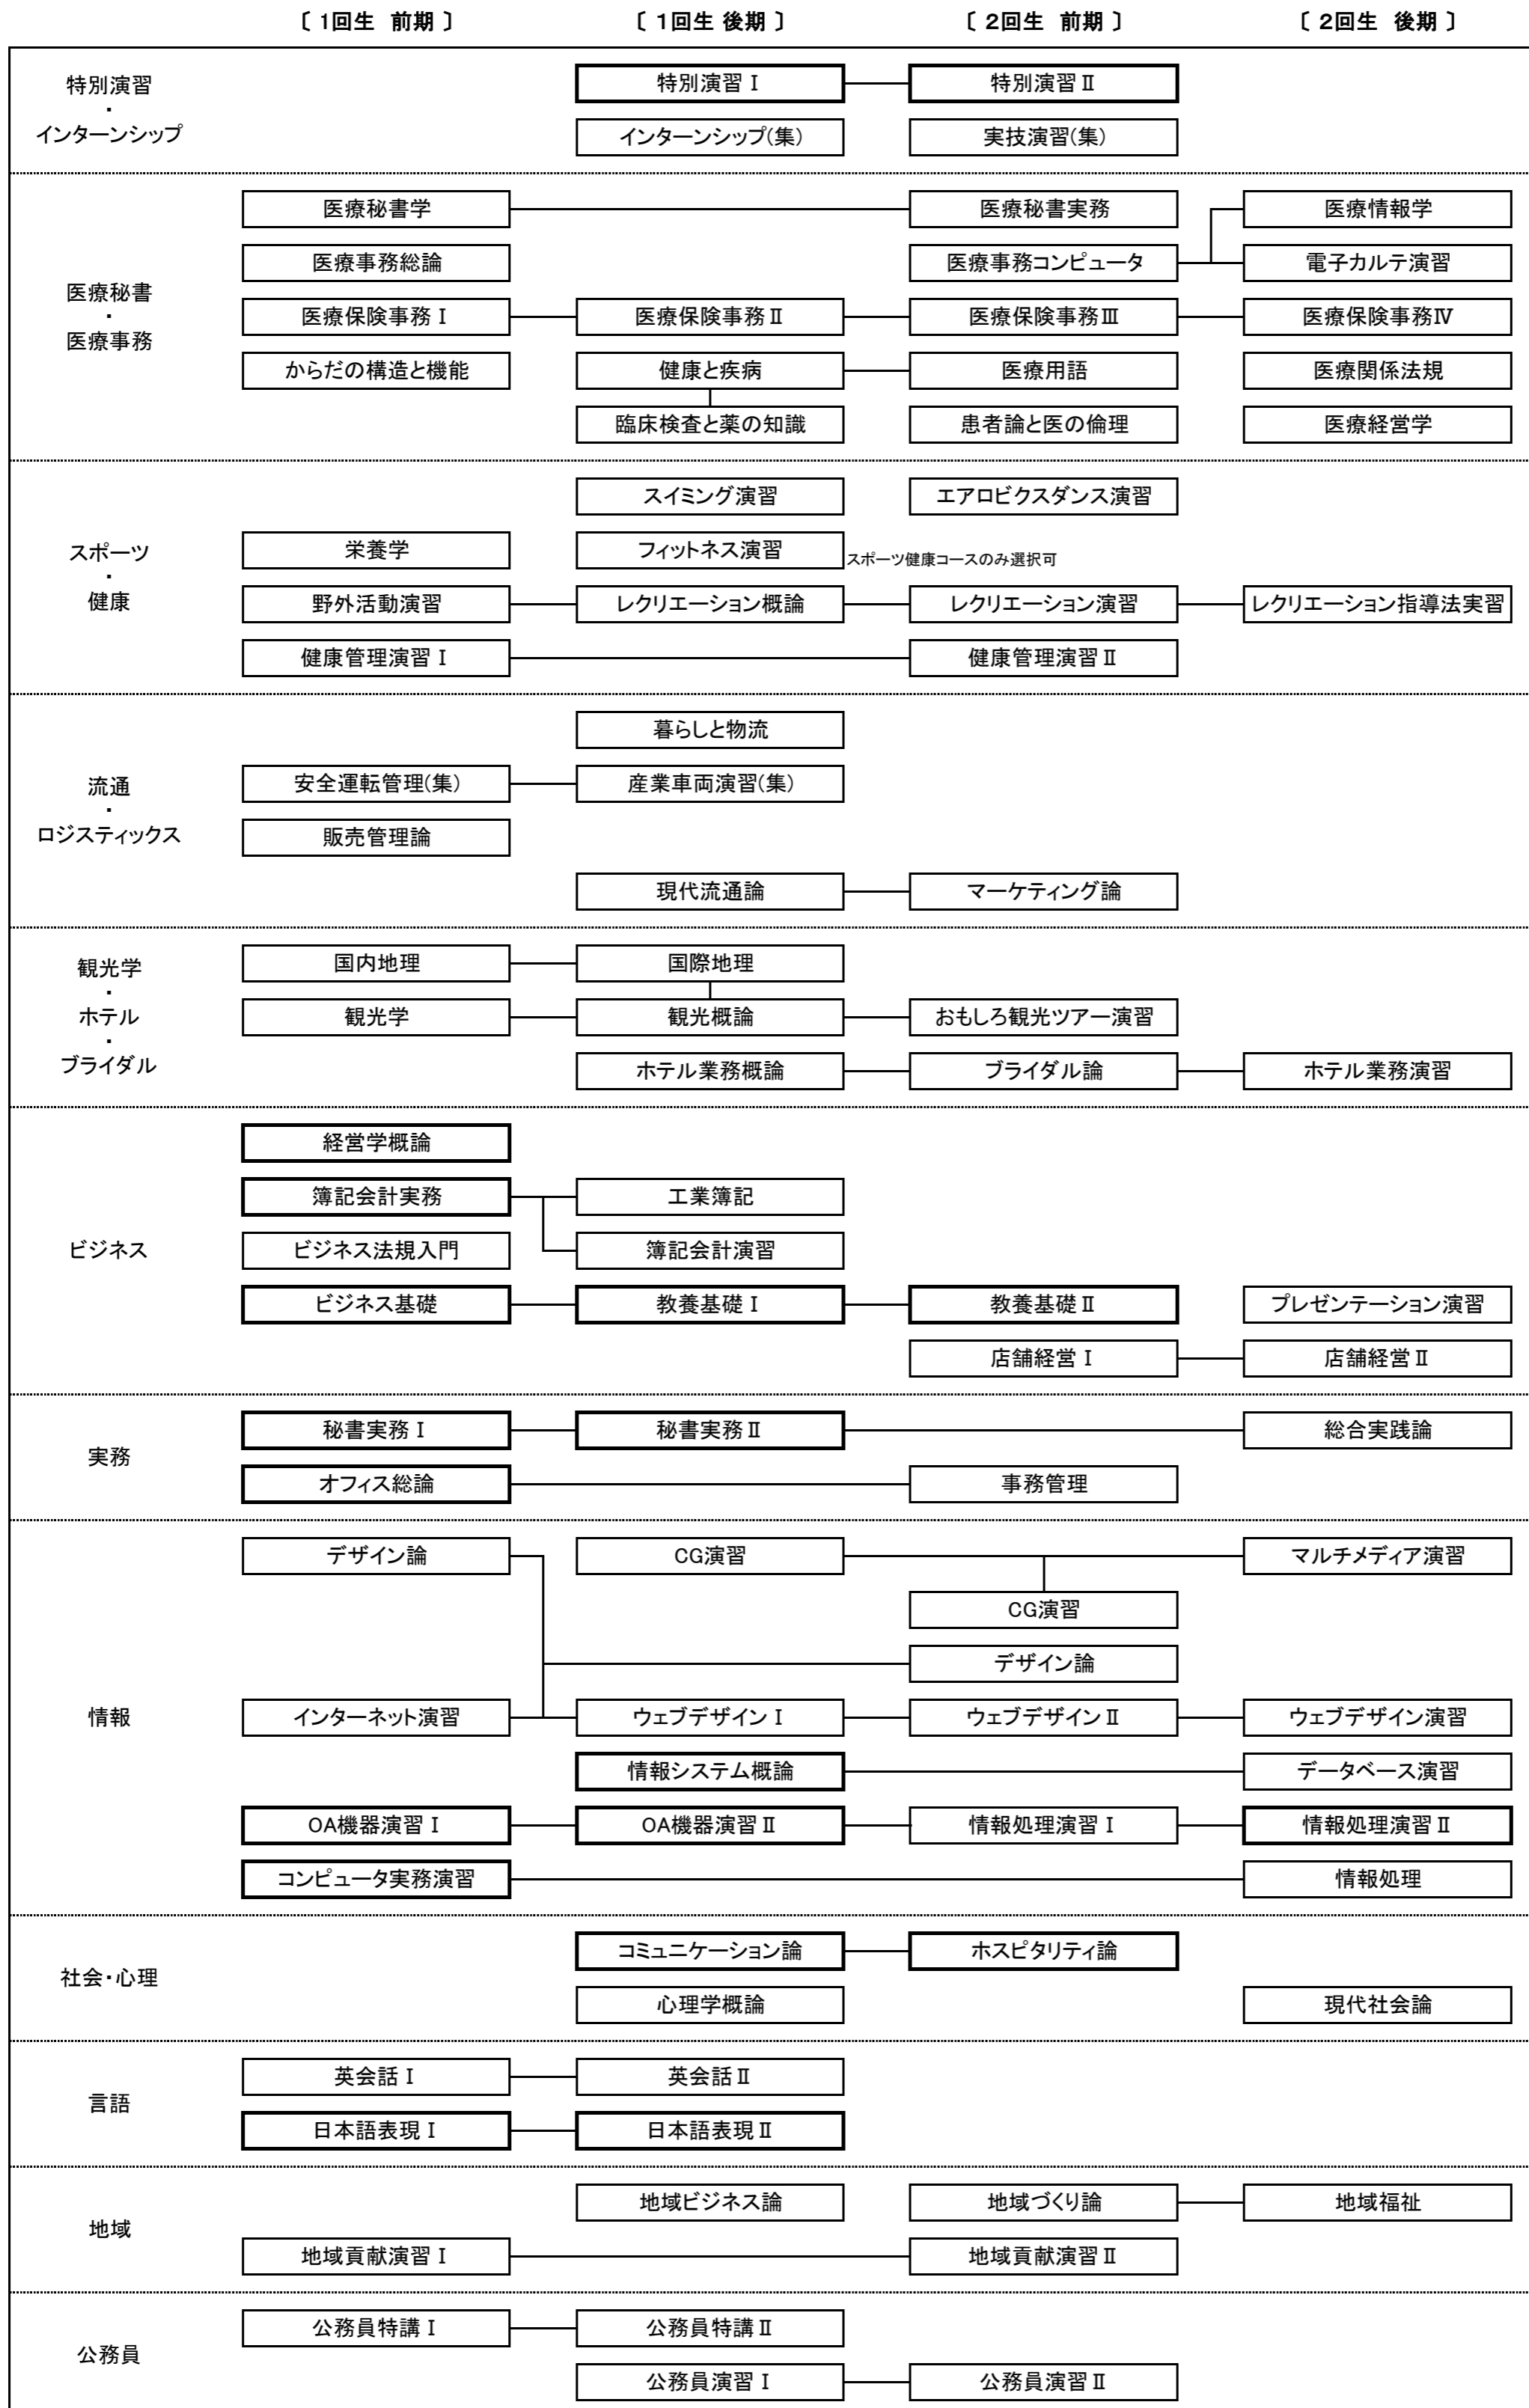 〔 1回生 前期 〕
〔 1回生 後期 〕
〔 2回生 前期 〕
〔 2回生 後期 〕
特別演習
・
インターンシップ
特別演習Ⅰ
特別演習Ⅱ
インターンシップ(集)
実技演習(集)
医療秘書
・
医療事務
医療秘書学
医療秘書実務
医療情報学
医療事務総論
医療事務コンピュータ
電子カルテ演習
医療保険事務Ⅰ
医療保険事務Ⅱ
医療保険事務Ⅲ
医療保険事務Ⅳ
からだの構造と機能
健康と疾病
医療用語
医療関係法規
臨床検査と薬の知識
患者論と医の倫理
医療経営学
スポーツ
・
健康
スイミング演習
エアロビクスダンス演習
栄養学
フィットネス演習
スポーツ健康コースのみ選択可
野外活動演習
レクリエーション概論
レクリエーション演習
レクリエーション指導法実習
健康管理演習Ⅰ
健康管理演習Ⅱ
流通
・
ロジスティックス
暮らしと物流
安全運転管理(集)
産業車両演習(集)
販売管理論
現代流通論
マーケティング論
観光学
・
ホテル
・
ブライダル
国内地理
国際地理
観光学
観光概論
おもしろ観光ツアー演習
ホテル業務概論
ブライダル論
ホテル業務演習
ビジネス
経営学概論
簿記会計実務
工業簿記
ビジネス法規入門
簿記会計演習
ビジネス基礎
教養基礎Ⅰ
教養基礎Ⅱ
プレゼンテーション演習
店舗経営Ⅰ
店舗経営Ⅱ
実務
秘書実務Ⅰ
秘書実務Ⅱ
総合実践論
オフィス総論
事務管理
情報
デザイン論
CG演習
マルチメディア演習
CG演習
デザイン論
インターネット演習
ウェブデザインⅠ
ウェブデザインⅡ
ウェブデザイン演習
情報システム概論
データベース演習
OA機器演習Ⅰ
OA機器演習Ⅱ
情報処理演習Ⅰ
情報処理演習Ⅱ
コンピュータ実務演習
情報処理
社会・心理
コミュニケーション論
ホスピタリティ論
心理学概論
現代社会論
言語
英会話Ⅰ
英会話Ⅱ
日本語表現Ⅰ
日本語表現Ⅱ
地域
地域ビジネス論
地域づくり論
地域福祉
地域貢献演習Ⅰ
地域貢献演習Ⅱ
公務員
公務員特講Ⅰ
公務員特講Ⅱ
公務員演習Ⅰ
公務員演習Ⅱ